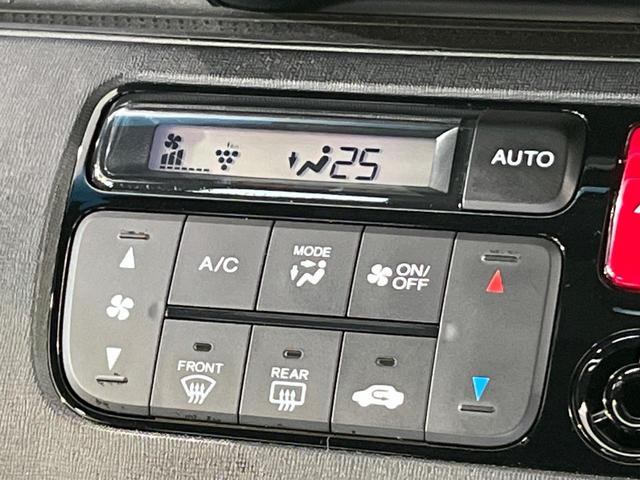 25
AUTO
A/C
MODE
ON/
OFF
FRONT
REAR